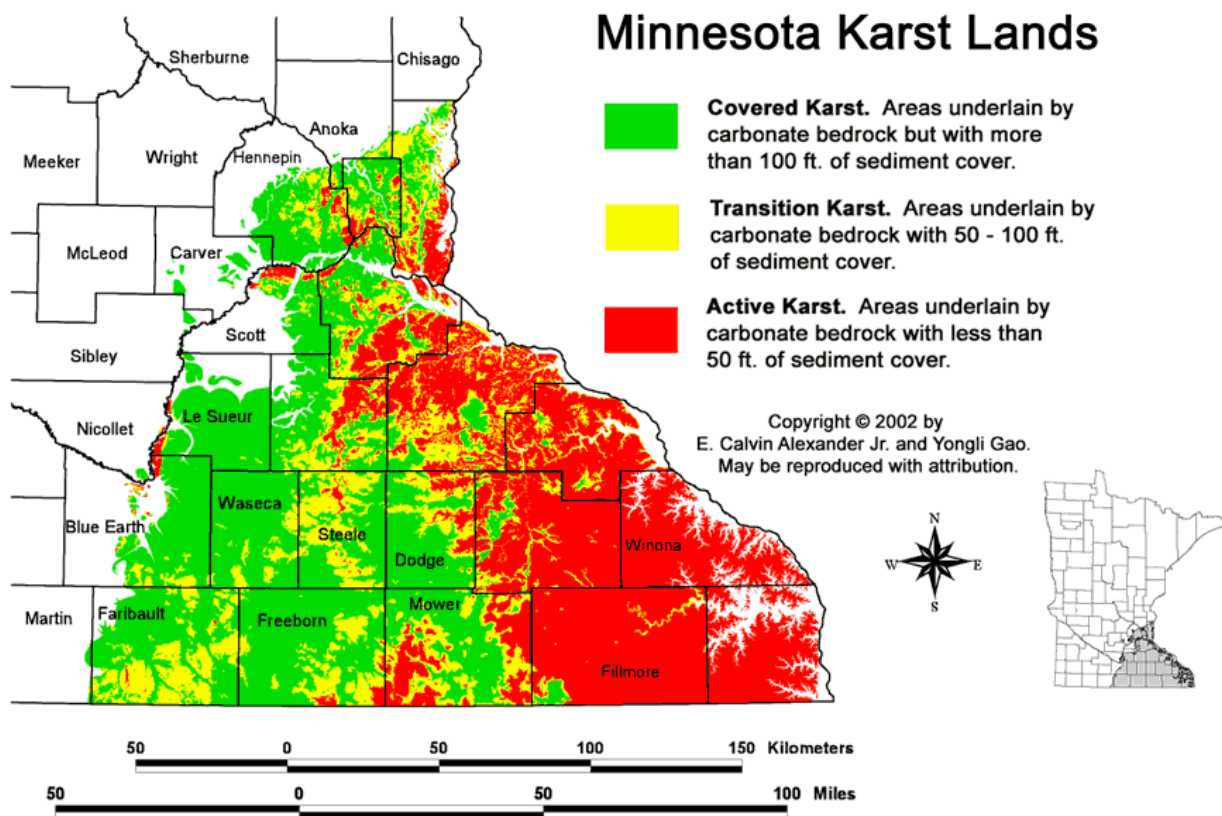 Minnesota Karst Lands
Covered Karst. Areas underlain by
carbonate bedrock but with more
than 100 ft. of sediment cover.
Transition Karst. Areas underlain by
carbonate bedrock with 50 - 100 ft.
of sediment cover.
Active Karst. Areas underlain by
carbonate bedrock with less than
50 ft. of sediment cover.
Copyright © 2002 by
E. Calvin Alexander Jr. and Yongli Gao.
May be reproduced with attribution.
N
W E
S
Sherburne
Chisago
Anoka
Meeker
Wright
Hennepin
McLeod
Carver
Scott
Sibley
Le Sueur
Nicollet
Waseca
Blue Earth
Steele
Dodge
Winona
Martin
Faribault
Freeborn
Mower
Fillmore
50 0 50 100 150 Kilometers
50 0 50 100 Miles